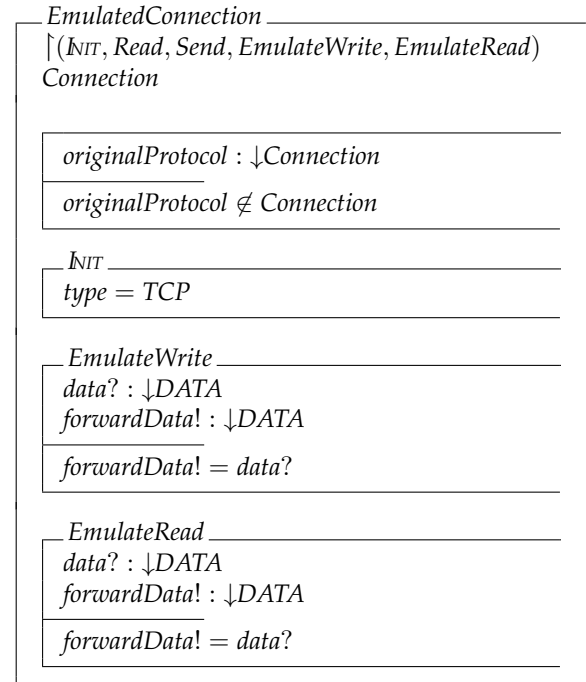 EmulatedConnection
↾(INIT, Read, Send, EmulateWrite, EmulateRead)
Connection
originalProtocol : ↓Connection
originalProtocol ∉ Connection
INIT
type = TCP
EmulateWrite
data? : ↓DATA
forwardData! : ↓DATA
forwardData! = data?
EmulateRead
data? : ↓DATA
forwardData! : ↓DATA
forwardData! = data?